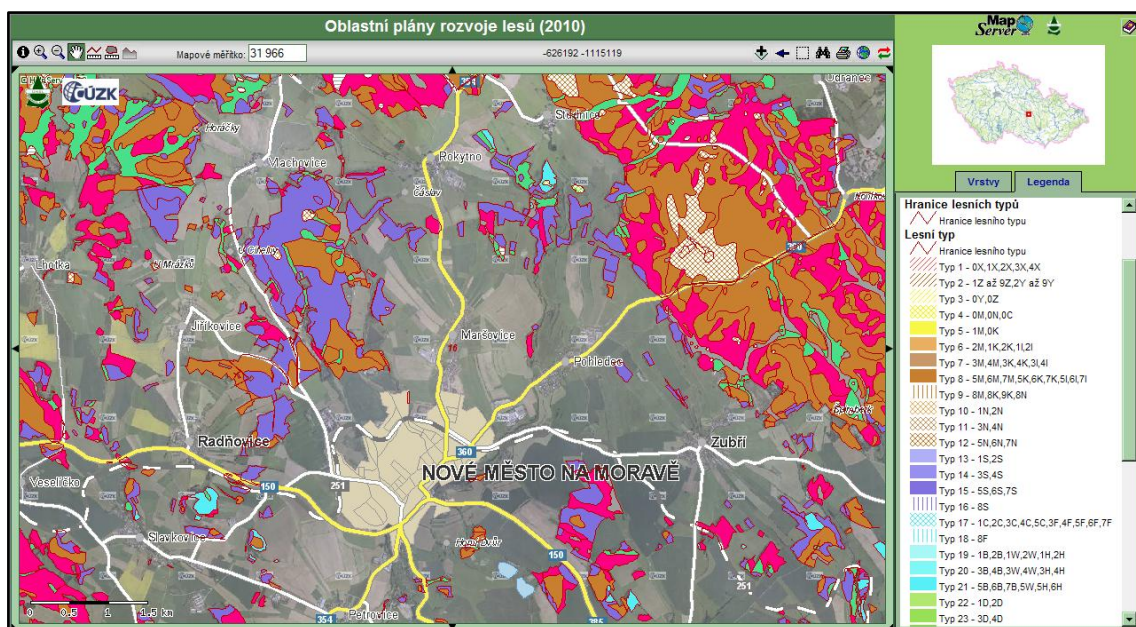 Oblastní plány rozvoje lesů (2010)
Map
Server
Mapové měřítko: 31 966
-626192 -1115119
ČÚZK
354
Studnice
Horáčky
Vlachovice
Rokytno
Čáslav
360
Lhotka
Jiříkovice
Maršovice
16
Pohledec
Radňovice
Zubří
360
NOVÉ MĚSTO NA MORAVĚ
Veselíčko
150
251
Slavkovice
150
251
Petrovice
354
0 0.5 1 1.5 km
Vrstvy
Legenda
Hranice lesních typů
Hranice lesního typu
Lesní typ
Hranice lesního typu
Typ 1 - 0X,1X,2X,3X,4X
Typ 2 - 1Z až 9Z,2Y až 9Y
Typ 3 - 0Y,0Z
Typ 4 - 0M,0N,0C
Typ 5 - 1M,0K
Typ 6 - 2M,1K,2K,1I,2I
Typ 7 - 3M,4M,3K,4K,3I,4I
Typ 8 - 5M,6M,7M,5K,6K,7K,5I,6I,7I
Typ 9 - 8M,8K,9K,8N
Typ 10 - 1N,2N
Typ 11 - 3N,4N
Typ 12 - 5N,6N,7N
Typ 13 - 1S,2S
Typ 14 - 3S,4S
Typ 15 - 5S,6S,7S
Typ 16 - 8S
Typ 17 - 1C,2C,3C,4C,5C,3F,4F,5F,6F,7F
Typ 18 - 8F
Typ 19 - 1B,2B,1W,2W,1H,2H
Typ 20 - 3B,4B,3W,4W,3H,4H
Typ 21 - 5B,6B,7B,5W,5H,6H
Typ 22 - 1D,2D
Typ 23 - 3D,4D